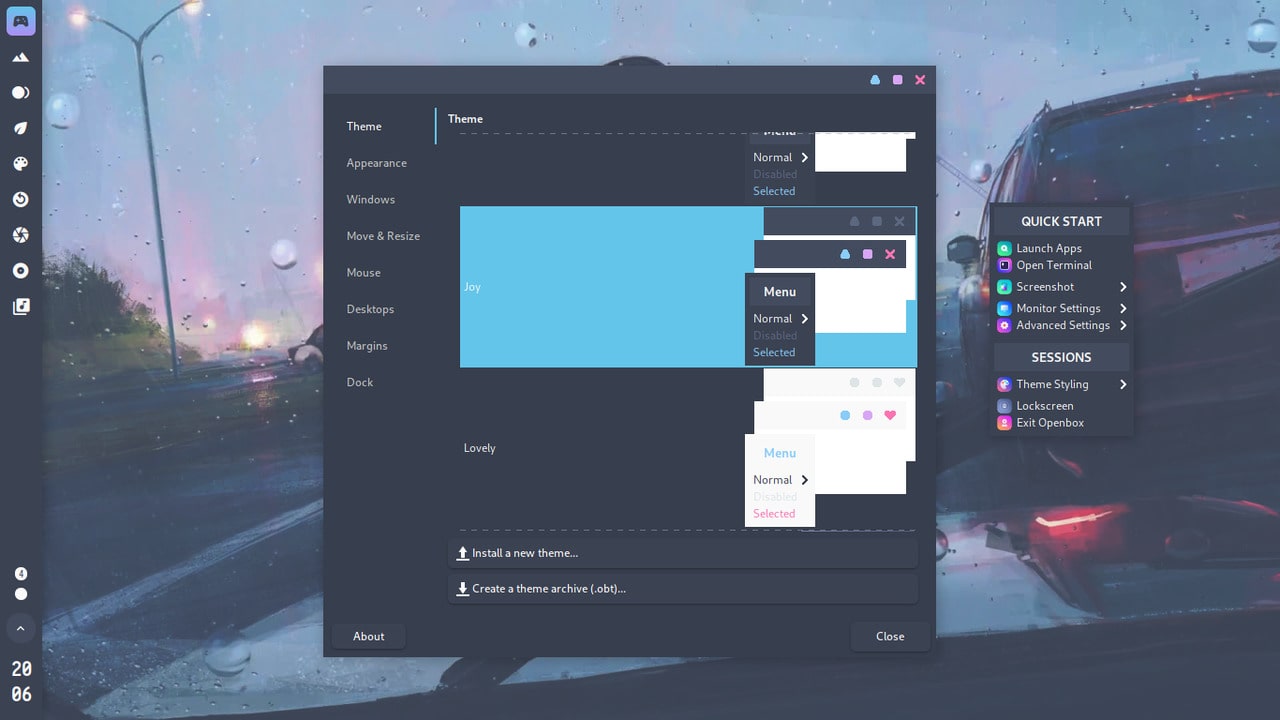 Theme
Appearance
Windows
Move & Resize
Mouse
Desktops
Margins
Dock
Theme
Menu
Normal
Disabled
Selected
Joy
Menu
Normal
Disabled
Selected
Lovely
Menu
Normal
Disabled
Selected
Install a new theme...
Create a theme archive (.obt)...
About
Close
QUICK START
Launch Apps
Open Terminal
Screenshot
Monitor Settings
Advanced Settings
SESSIONS
Theme Styling
Lockscreen
Exit Openbox
4
20
06